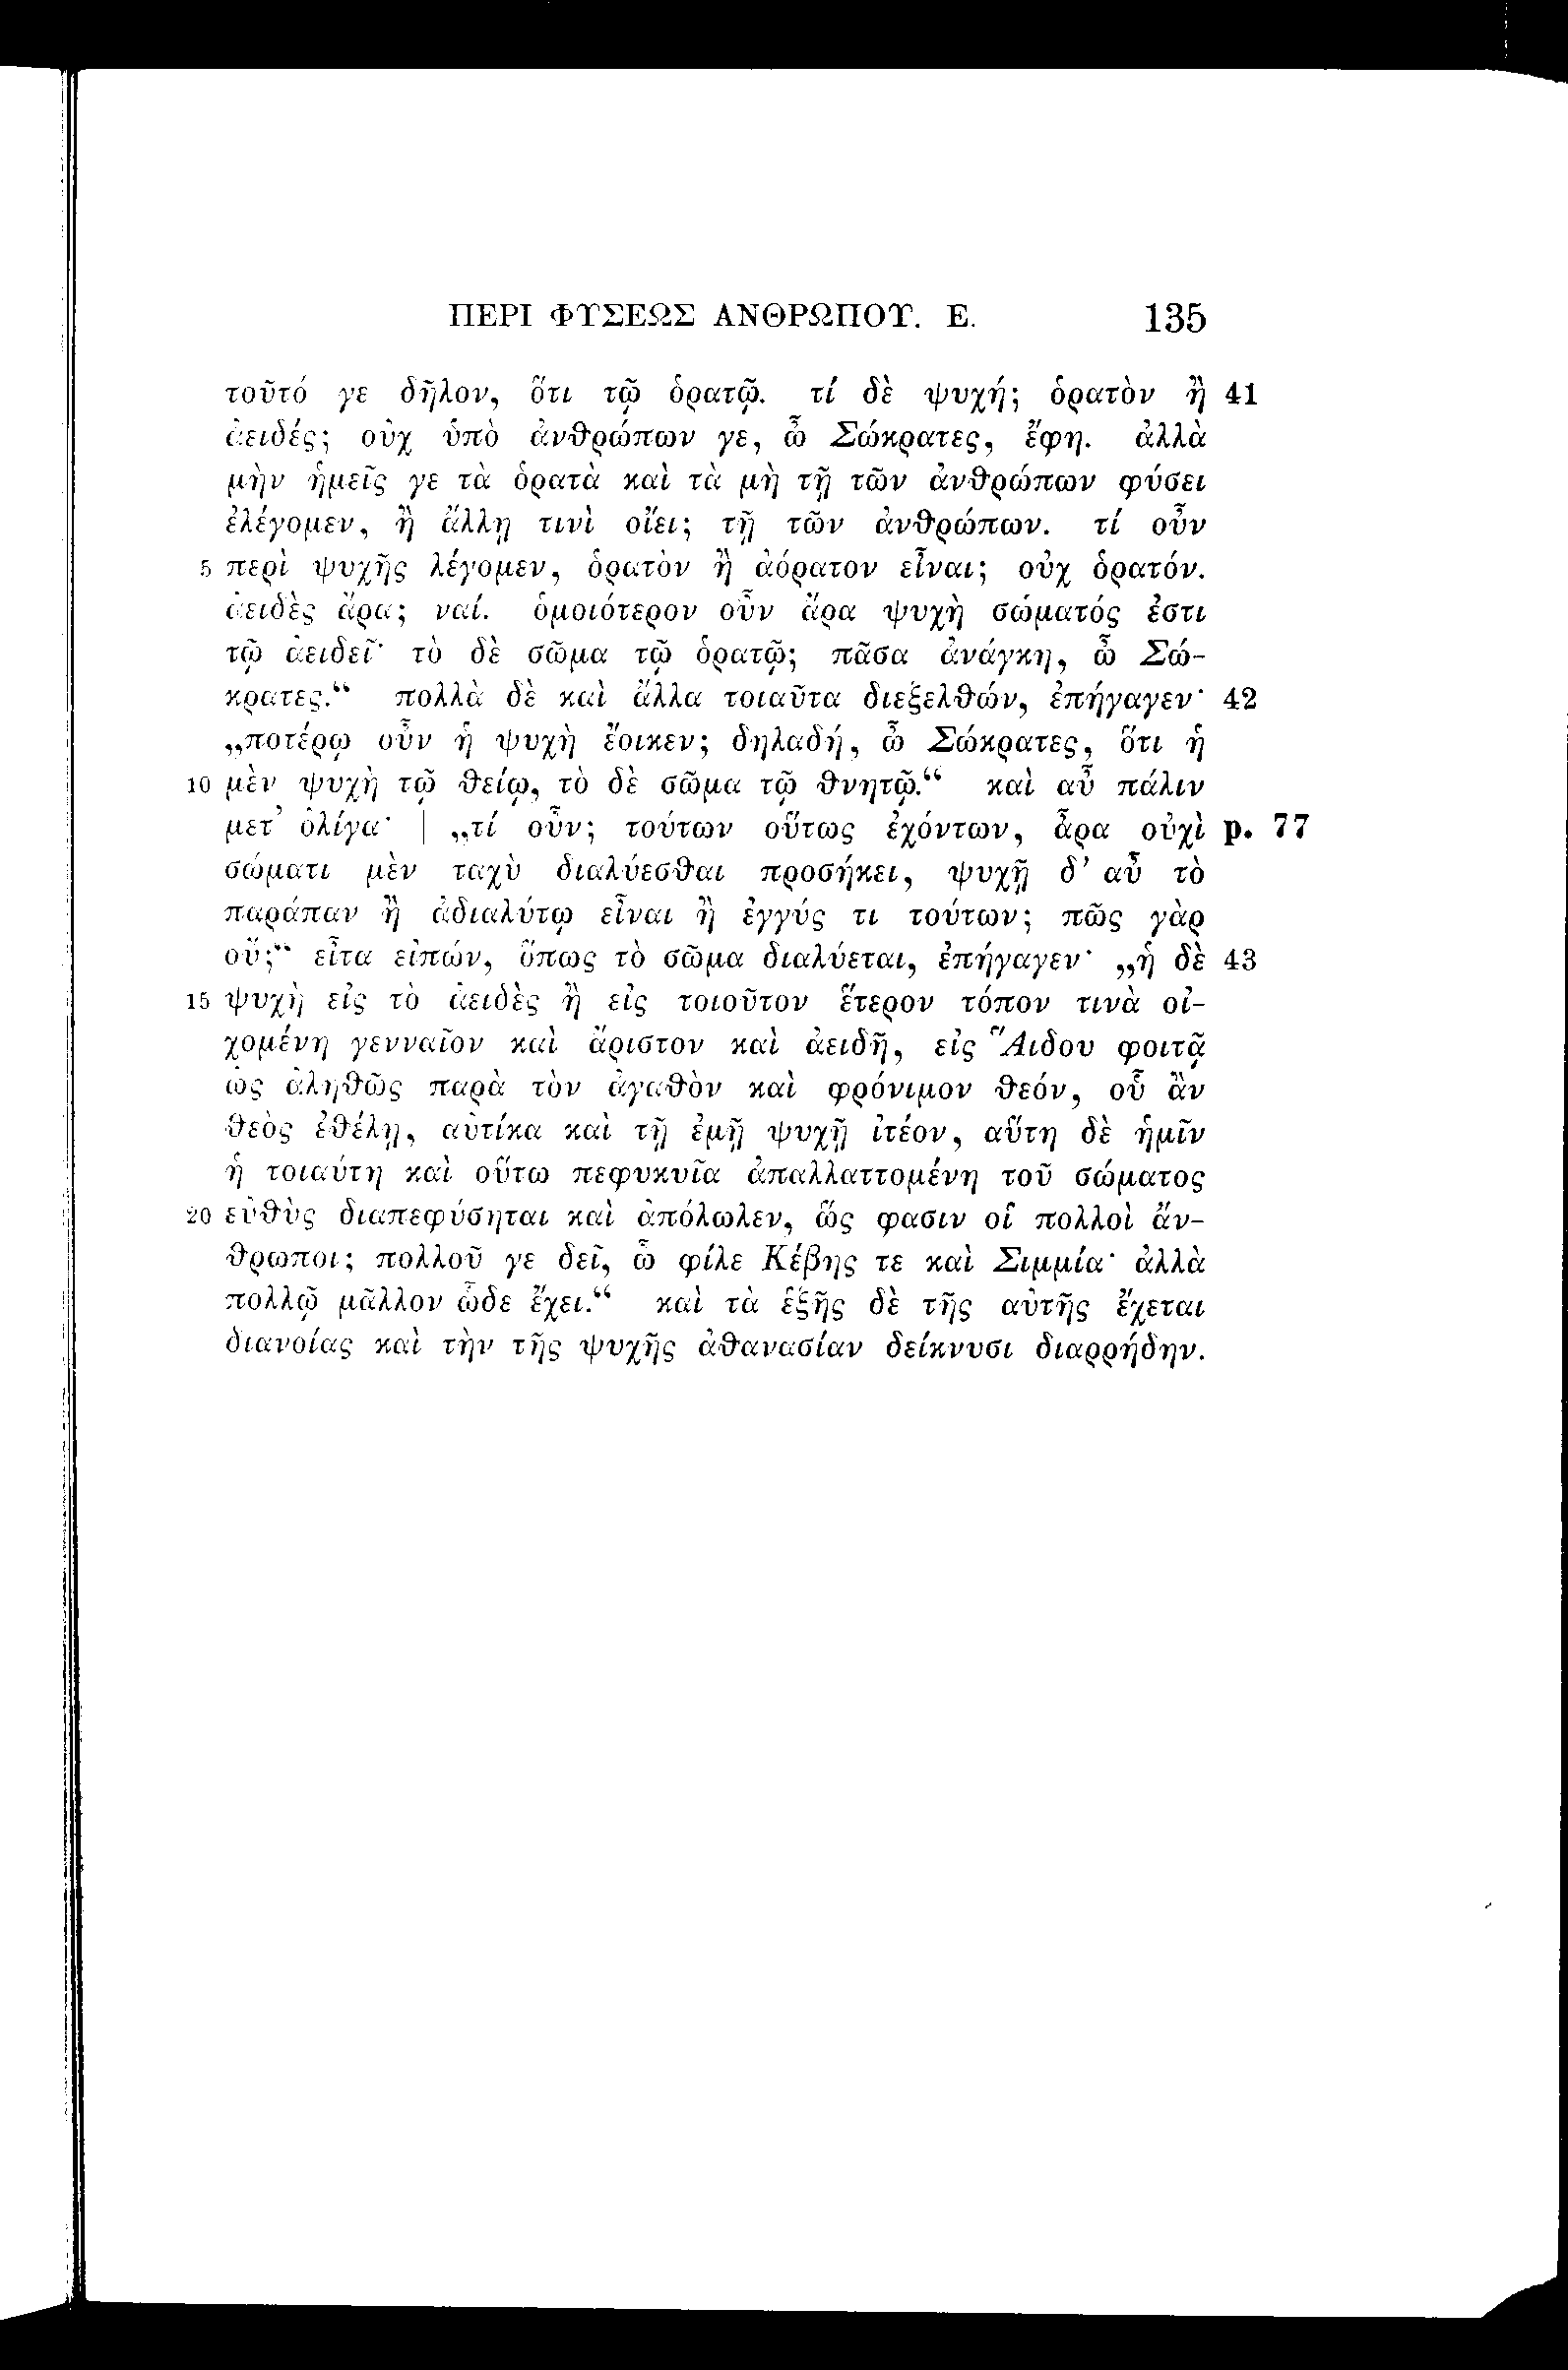 ΠΕΡΙ ΦΥΣΕΩΣ ΑΝΘΡΩΠΟΥ. Ε. 135
τοῦτό γε δῆλον, ὅτι τῷ ὁρατῷ. τί δὲ ψυχή; ὁρατὸν ἢ 41
ἀειδές; οὐχ ὑπὸ ἀνθρώπων γε, ὦ Σώκρατες, ἔφη. ἀλλὰ
μὴν ἡμεῖς γε τὰ ὁρατὰ καὶ τὰ μὴ τῇ τῶν ἀνθρώπων φύσει
ἐλέγομεν, ἢ ἄλλῃ τινὶ οἴει; τῇ τῶν ἀνθρώπων. τί οὖν
5 περὶ ψυχῆς λέγομεν, ὁρατὸν ἢ ἀόρατον εἶναι; οὐχ ὁρατόν.
ἀειδὲς ἄρα; ναί. ὁμοιότερον οὖν ἄρα ψυχὴ σώματός ἐστι
τῷ ἀειδεῖ· τὸ δὲ σῶμα τῷ ὁρατῷ; πᾶσα ἀνάγκη, ὦ Σώ-
κρατες.“ πολλὰ δὲ καὶ ἄλλα τοιαῦτα διεξελθών, ἐπήγαγεν· 42
„ποτέρῳ οὖν ἡ ψυχὴ ἔοικεν; δηλαδή, ὦ Σώκρατες, ὅτι ἡ
10 μὲν ψυχὴ τῷ θείῳ, τὸ δὲ σῶμα τῷ θνητῷ.“ καὶ αὖ πάλιν
μετ᾽ ὀλίγα· | „τί οὖν; τούτων οὕτως ἐχόντων, ἆρα οὐχὶ p. 77
σώματι μὲν ταχὺ διαλύεσθαι προσήκει, ψυχῇ δ᾽ αὖ τὸ
παράπαν ἢ ἀδιαλύτῳ εἶναι ἢ ἐγγύς τι τούτων; πῶς γὰρ
οὔ;“ εἶτα εἰπών, ὅπως τὸ σῶμα διαλύεται, ἐπήγαγεν· „ἡ δὲ 43
15 ψυχὴ εἰς τὸ ἀειδὲς ἢ εἰς τοιοῦτον ἕτερον τόπον τινὰ οἰ-
χομένη γενναῖον καὶ ἄριστον καὶ ἀειδῆ, εἰς Ἅιδου φοιτᾷ
ὡς ἀληθῶς παρὰ τὸν ἀγαθὸν καὶ φρόνιμον θεόν, οὗ ἂν
θεὸς ἐθέλῃ, αὐτίκα καὶ τῇ ἐμῇ ψυχῇ ἰτέον, αὕτη δὲ ἡμῖν
ἡ τοιαύτη καὶ οὕτω πεφυκυῖα ἀπαλλαττομένη τοῦ σώματος
20 εὐθὺς διαπεφύσηται καὶ ἀπόλωλεν, ὥς φασιν οἱ πολλοὶ ἄν-
θρωποι; πολλοῦ γε δεῖ, ὦ φίλε Κέβης τε καὶ Σιμμία· ἀλλὰ
πολλῷ μᾶλλον ὧδε ἔχει.“ καὶ τὰ ἑξῆς δὲ τῆς αὐτῆς ἔχεται
διανοίας καὶ τὴν τῆς ψυχῆς ἀθανασίαν δείκνυσι διαρρήδην.